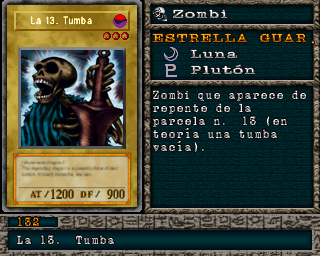 La 13. Tumba
AT/1200 DF/ 900
Zombi
ESTRELLA GUAR.
Luna
Plutón
Zombi que aparece de
repente de la
parcela n. 13 (en
teoría una tumba
vacía).
132
La 13. Tumba